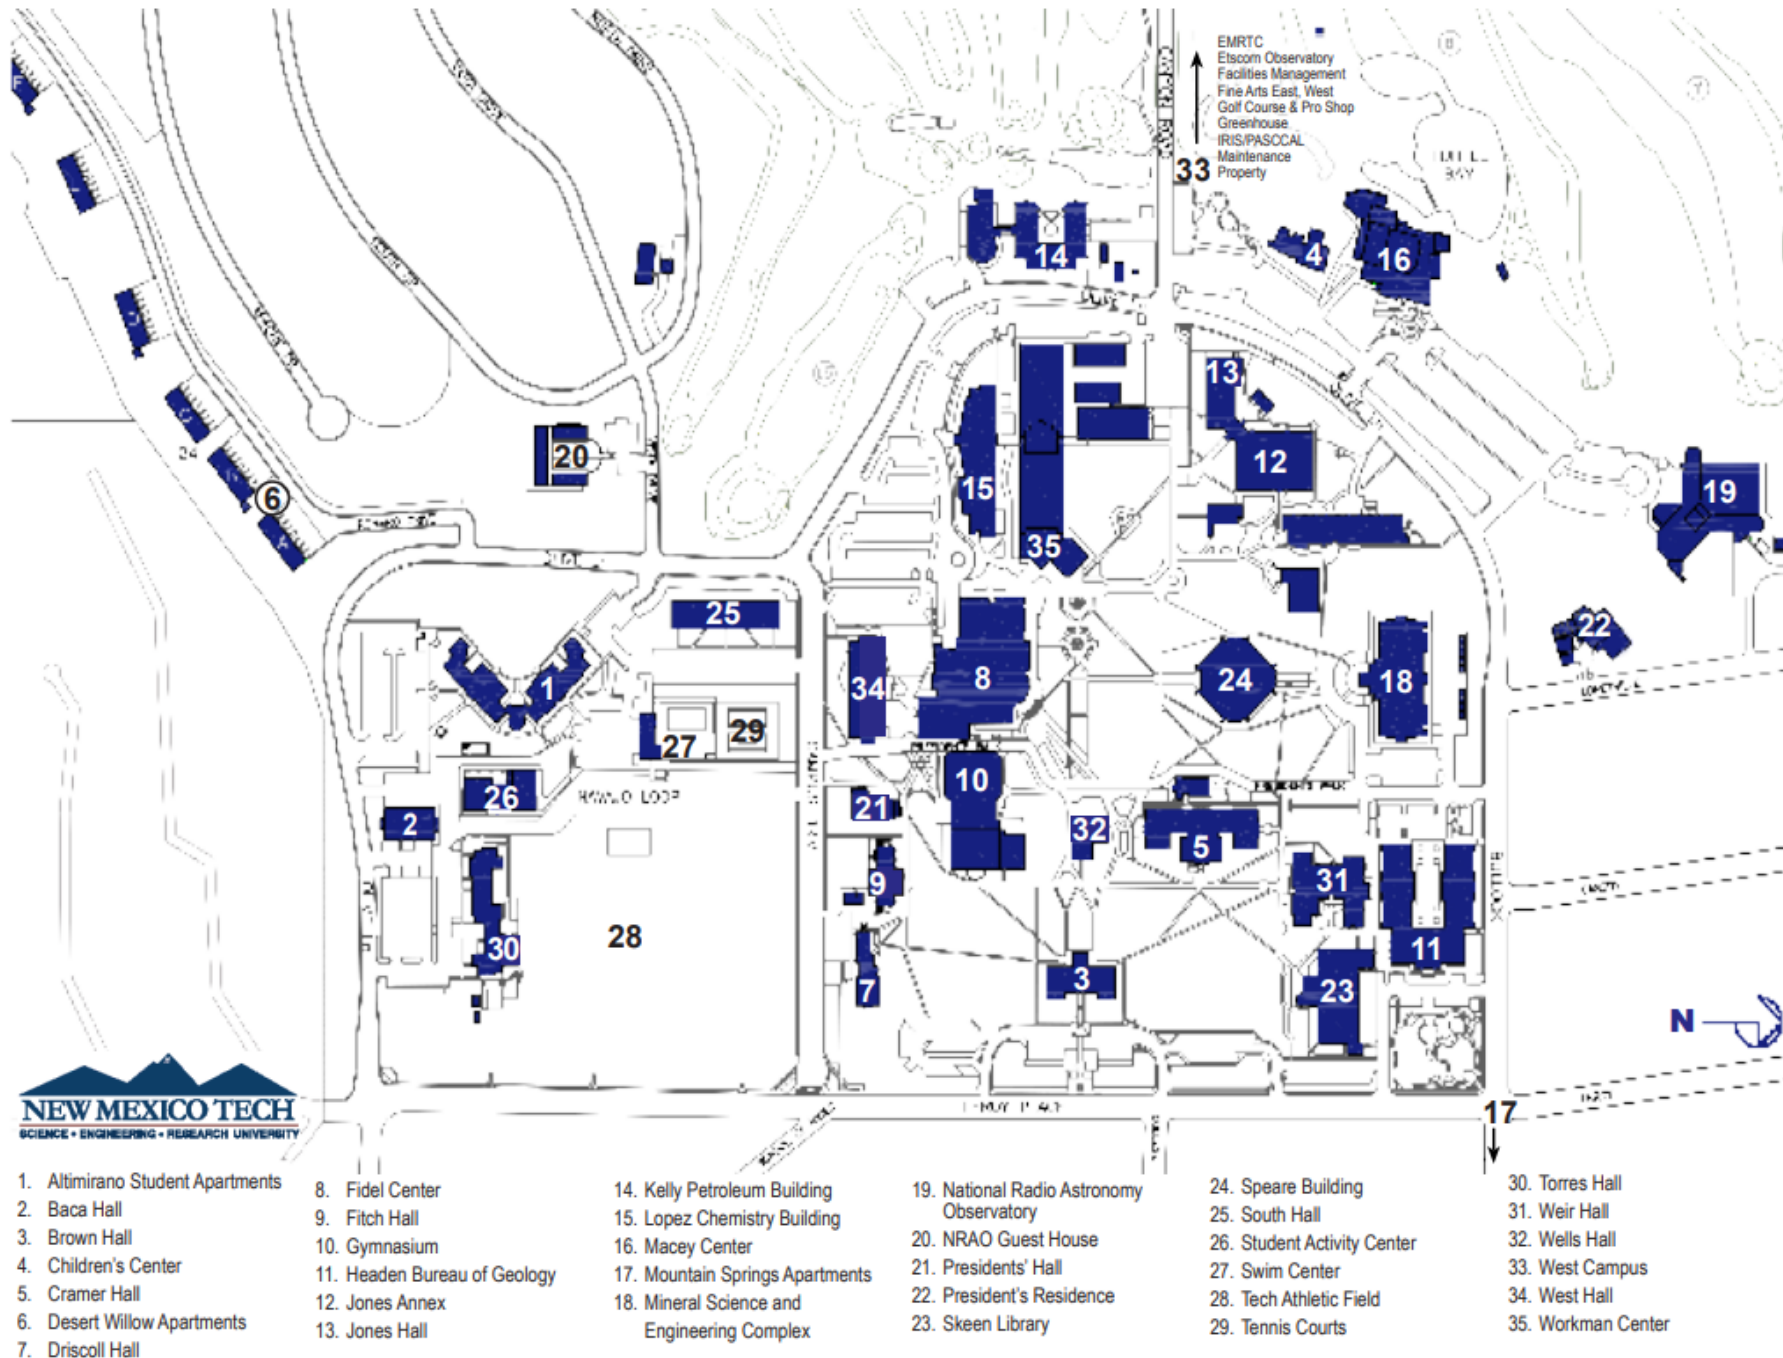 EMRTC
Etscorn Observatory
Facilities Management
Fine Arts East, West
Golf Course & Pro Shop
Greenhouse
IRIS/PASCCAL
Maintenance
Property
33
14
4
16
13
20
12
15
19
6
24
35
25
22
1
34
8
24
18
27
29
10
26
NAVAJO LOOP
21
2
32
5
9
31
30
28
11
7
3
23
N
LEROY PLACE
17
NEW MEXICO TECH
SCIENCE • ENGINEERING • RESEARCH UNIVERSITY
1. Altimirano Student Apartments
2. Baca Hall
3. Brown Hall
4. Children's Center
5. Cramer Hall
6. Desert Willow Apartments
7. Driscoll Hall
8. Fidel Center
9. Fitch Hall
10. Gymnasium
11. Headen Bureau of Geology
12. Jones Annex
13. Jones Hall
14. Kelly Petroleum Building
15. Lopez Chemistry Building
16. Macey Center
17. Mountain Springs Apartments
18. Mineral Science and
Engineering Complex
19. National Radio Astronomy
Observatory
20. NRAO Guest House
21. Presidents' Hall
22. President's Residence
23. Skeen Library
24. Speare Building
25. South Hall
26. Student Activity Center
27. Swim Center
28. Tech Athletic Field
29. Tennis Courts
30. Torres Hall
31. Weir Hall
32. Wells Hall
33. West Campus
34. West Hall
35. Workman Center